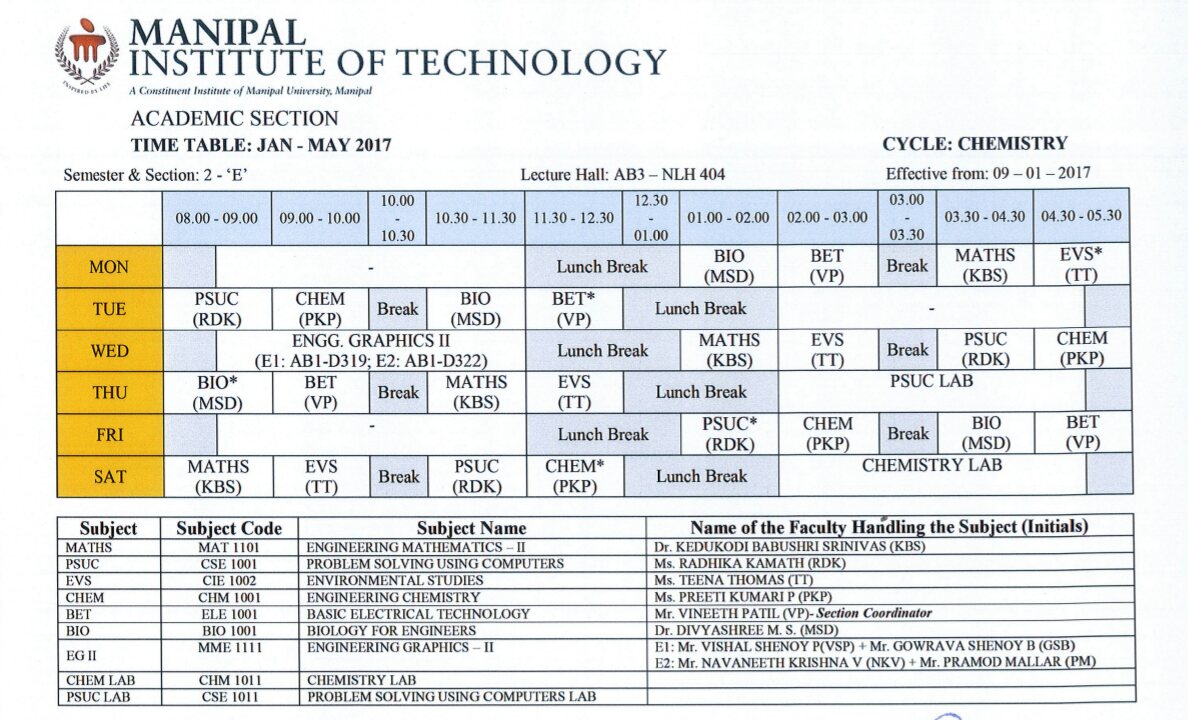 MANIPAL
INSTITUTE OF TECHNOLOGY
INSPIRED BY LIFE
A Constituent Institute of Manipal University, Manipal
ACADEMIC SECTION
TIME TABLE: JAN - MAY 2017
CYCLE: CHEMISTRY
Semester & Section: 2 - ‘E’ Lecture Hall: AB3 – NLH 404 Effective from: 09 – 01 – 2017
08.00 - 09.00 09.00 - 10.00 10.00 - 10.30 10.30 - 11.30 11.30 - 12.30 12.30 - 01.00 01.00 - 02.00 02.00 - 03.00 03.00 - 03.30 03.30 - 04.30 04.30 - 05.30
MON - Lunch Break BIO (MSD) BET (VP) Break MATHS (KBS) EVS* (TT)
TUE PSUC (RDK) CHEM (PKP) Break BIO (MSD) BET* (VP) Lunch Break -
WED ENGG. GRAPHICS II (E1: AB1-D319; E2: AB1-D322) Lunch Break MATHS (KBS) EVS (TT) Break PSUC (RDK) CHEM (PKP)
THU BIO* (MSD) BET (VP) Break MATHS (KBS) EVS (TT) Lunch Break PSUC LAB
FRI - Lunch Break PSUC* (RDK) CHEM (PKP) Break BIO (MSD) BET (VP)
SAT MATHS (KBS) EVS (TT) Break PSUC (RDK) CHEM* (PKP) Lunch Break CHEMISTRY LAB
Subject Subject Code Subject Name Name of the Faculty Handling the Subject (Initials)
MATHS MAT 1101 ENGINEERING MATHEMATICS – II Dr. KEDUKODI BABUSHRI SRINIVAS (KBS)
PSUC CSE 1001 PROBLEM SOLVING USING COMPUTERS Ms. RADHIKA KAMATH (RDK)
EVS CIE 1002 ENVIRONMENTAL STUDIES Ms. TEENA THOMAS (TT)
CHEM CHM 1001 ENGINEERING CHEMISTRY Ms. PREETI KUMARI P (PKP)
BET ELE 1001 BASIC ELECTRICAL TECHNOLOGY Mr. VINEETH PATIL (VP)- Section Coordinator
BIO BIO 1001 BIOLOGY FOR ENGINEERS Dr. DIVYASHREE M. S. (MSD)
EG II MME 1111 ENGINEERING GRAPHICS – II E1: Mr. VISHAL SHENOY P(VSP) + Mr. GOWRAVA SHENOY B (GSB)
E2: Mr. NAVANEETH KRISHNA V (NKV) + Mr. PRAMOD MALLAR (PM)
CHEM LAB CHM 1011 CHEMISTRY LAB
PSUC LAB CSE 1011 PROBLEM SOLVING USING COMPUTERS LAB